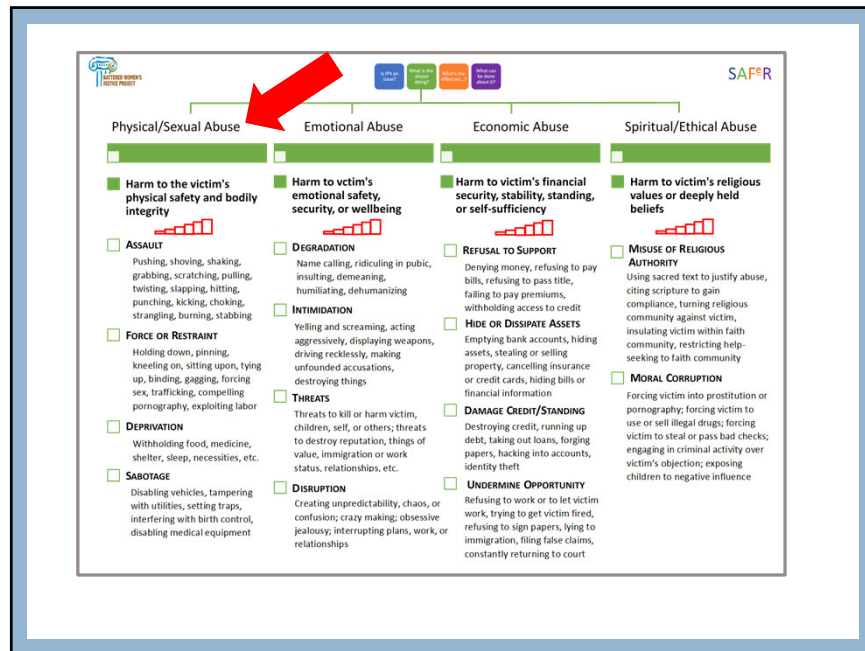 BATTERED WOMEN'S
JUSTICE PROJECT
Is IPV an
issue?
What is the
abuser
doing?
What's the
effect on...?
What can
be done
about it?
SAFeR
Physical/Sexual Abuse
Harm to the victim's
physical safety and bodily
integrity
ASSAULT
Pushing, shoving, shaking,
grabbing, scratching, pulling,
twisting, slapping, hitting,
punching, kicking, choking,
strangling, burning, stabbing
FORCE OR RESTRAINT
Holding down, pinning,
kneeling on, sitting upon, tying
up, binding, gagging, forcing
sex, trafficking, compelling
pornography, exploiting labor
DEPRIVATION
Withholding food, medicine,
shelter, sleep, necessities, etc.
SABOTAGE
Disabling vehicles, tampering
with utilities, setting traps,
interfering with birth control,
disabling medical equipment
Emotional Abuse
Harm to vctim's
emotional safety,
security, or wellbeing
DEGRADATION
Name calling, ridiculing in pubic,
insulting, demeaning,
humiliating, dehumanizing
INTIMIDATION
Yelling and screaming, acting
aggressively, displaying weapons,
driving recklessly, making
unfounded accusations,
destroying things
THREATS
Threats to kill or harm victim,
children, self, or others; threats
to destroy reputation, things of
value, immigration or work
status, relationships, etc.
DISRUPTION
Creating unpredictability, chaos, or
confusion; crazy making; obsessive
jealousy; interrupting plans, work, or
relationships
Economic Abuse
Harm to victim's financial
security, stability, standing,
or self-sufficiency
REFUSAL TO SUPPORT
Denying money, refusing to pay
bills, refusing to pass title,
failing to pay premiums,
withholding access to credit
HIDE OR DISSIPATE ASSETS
Emptying bank accounts, hiding
assets, stealing or selling
property, cancelling insurance
or credit cards, hiding bills or
financial information
DAMAGE CREDIT/STANDING
Destroying credit, running up
debt, taking out loans, forging
papers, hacking into accounts,
identity theft
UNDERMINE OPPORTUNITY
Refusing to work or to let victim
work, trying to get victim fired,
refusing to sign papers, lying to
immigration, filing false claims,
constantly returning to court
Spiritual/Ethical Abuse
Harm to victim's religious
values or deeply held
beliefs
MISUSE OF RELIGIOUS
AUTHORITY
Using sacred text to justify abuse,
citing scripture to gain
compliance, turning religious
community against victim,
insulating victim within faith
community, restricting help-
seeking to faith community
MORAL CORRUPTION
Forcing victim into prostitution or
pornography; forcing victim to
use or sell illegal drugs; forcing
victim to steal or pass bad checks;
engaging in criminal activity over
victim's objection; exposing
children to negative influence